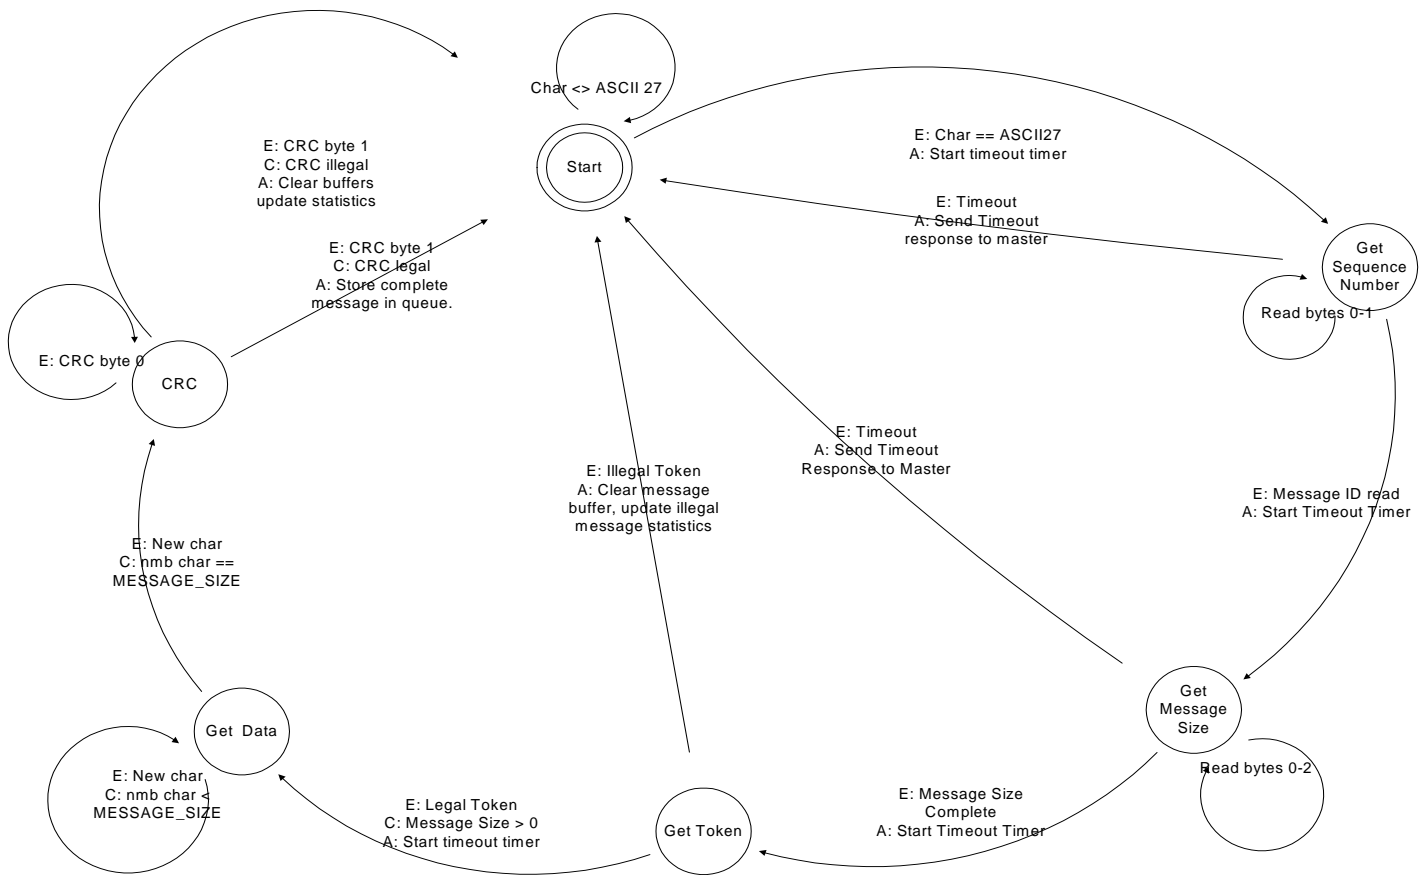 Char <> ASCII 27
E: Char == ASCII27
A: Start timeout timer
E: CRC byte 1
C: CRC illegal
A: Clear buffers
update statistics
Start
E: Timeout
A: Send Timeout
response to master
E: CRC byte 1
C: CRC legal
A: Store complete
message in queue.
Get
Sequence
Number
Read bytes 0-1
E: CRC byte 0
CRC
E: Timeout
A: Send Timeout
Response to Master
E: Illegal Token
A: Clear message
buffer, update illegal
message statistics
E: Message ID read
A: Start Timeout Timer
E: New char
C: nmb char ==
MESSAGE_SIZE
Get
Message
Size
Get Data
Read bytes 0-2
E: New char
C: nmb char <
MESSAGE_SIZE
E: Legal Token
C: Message Size > 0
A: Start timeout timer
Get Token
E: Message Size
Complete
A: Start Timeout Timer